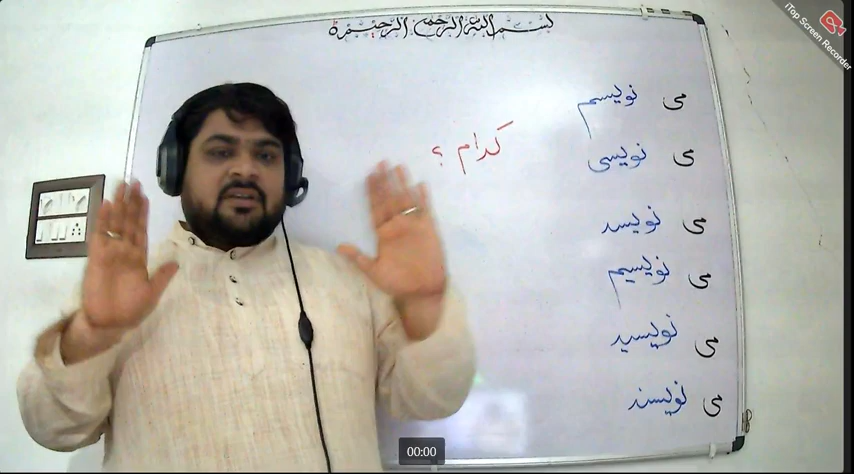 بسم الله الرحمن الرحیم
می نویسم
کدام ؟
می نویسی
می نویسد
می نویسیم
می نویسید
می نویسند
iTop Screen Recorder
00:00